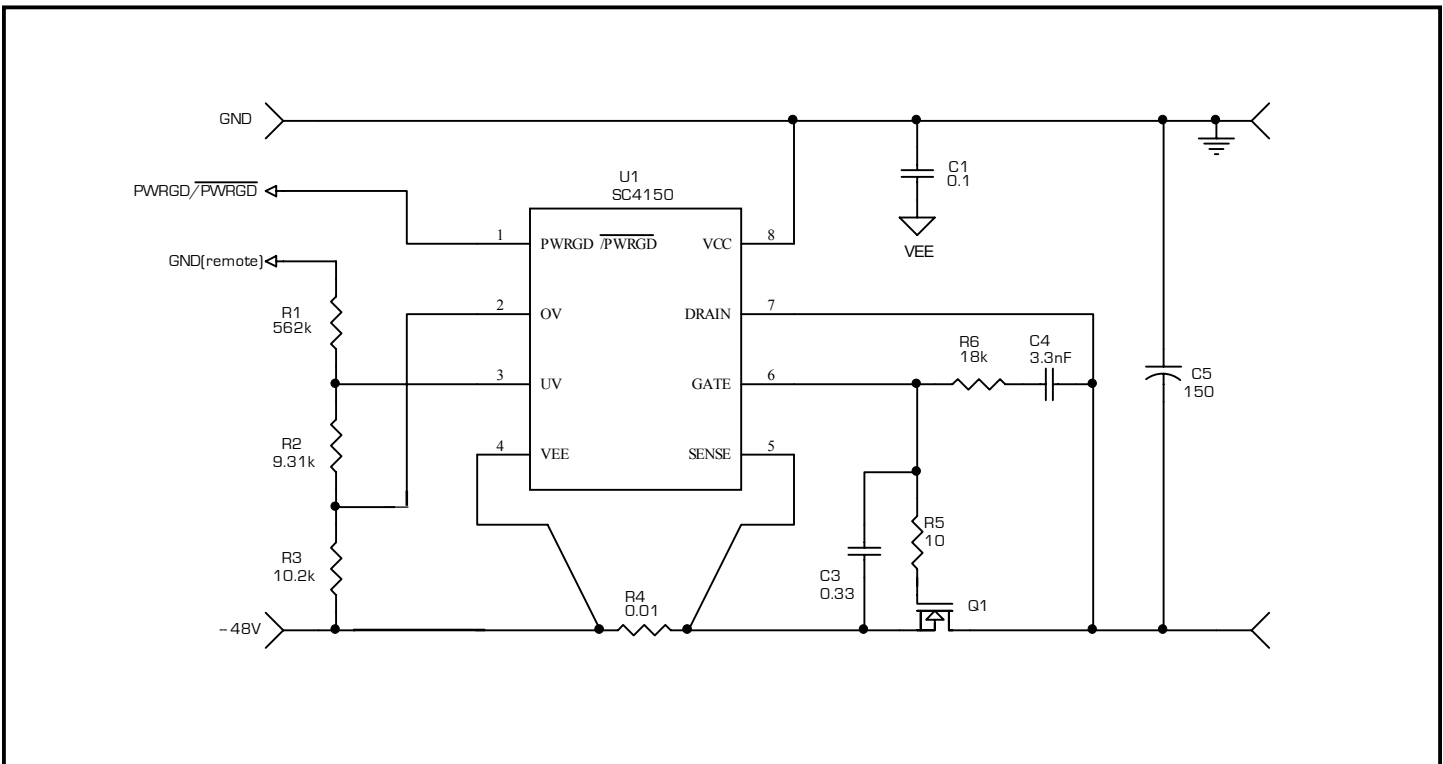 GND
U1
SC4150
C1
0.1
VEE
PWRGD/PWRGD
1
PWRGD /PWRGD
VCC
8
GND(remote)
R1
562k
2
OV
DRAIN
7
R6
18k
C4
3.3nF
3
UV
GATE
6
C5
150
R2
9.31k
4
VEE
SENSE
5
R5
10
R3
10.2k
C3
0.33
R4
0.01
Q1
-48V